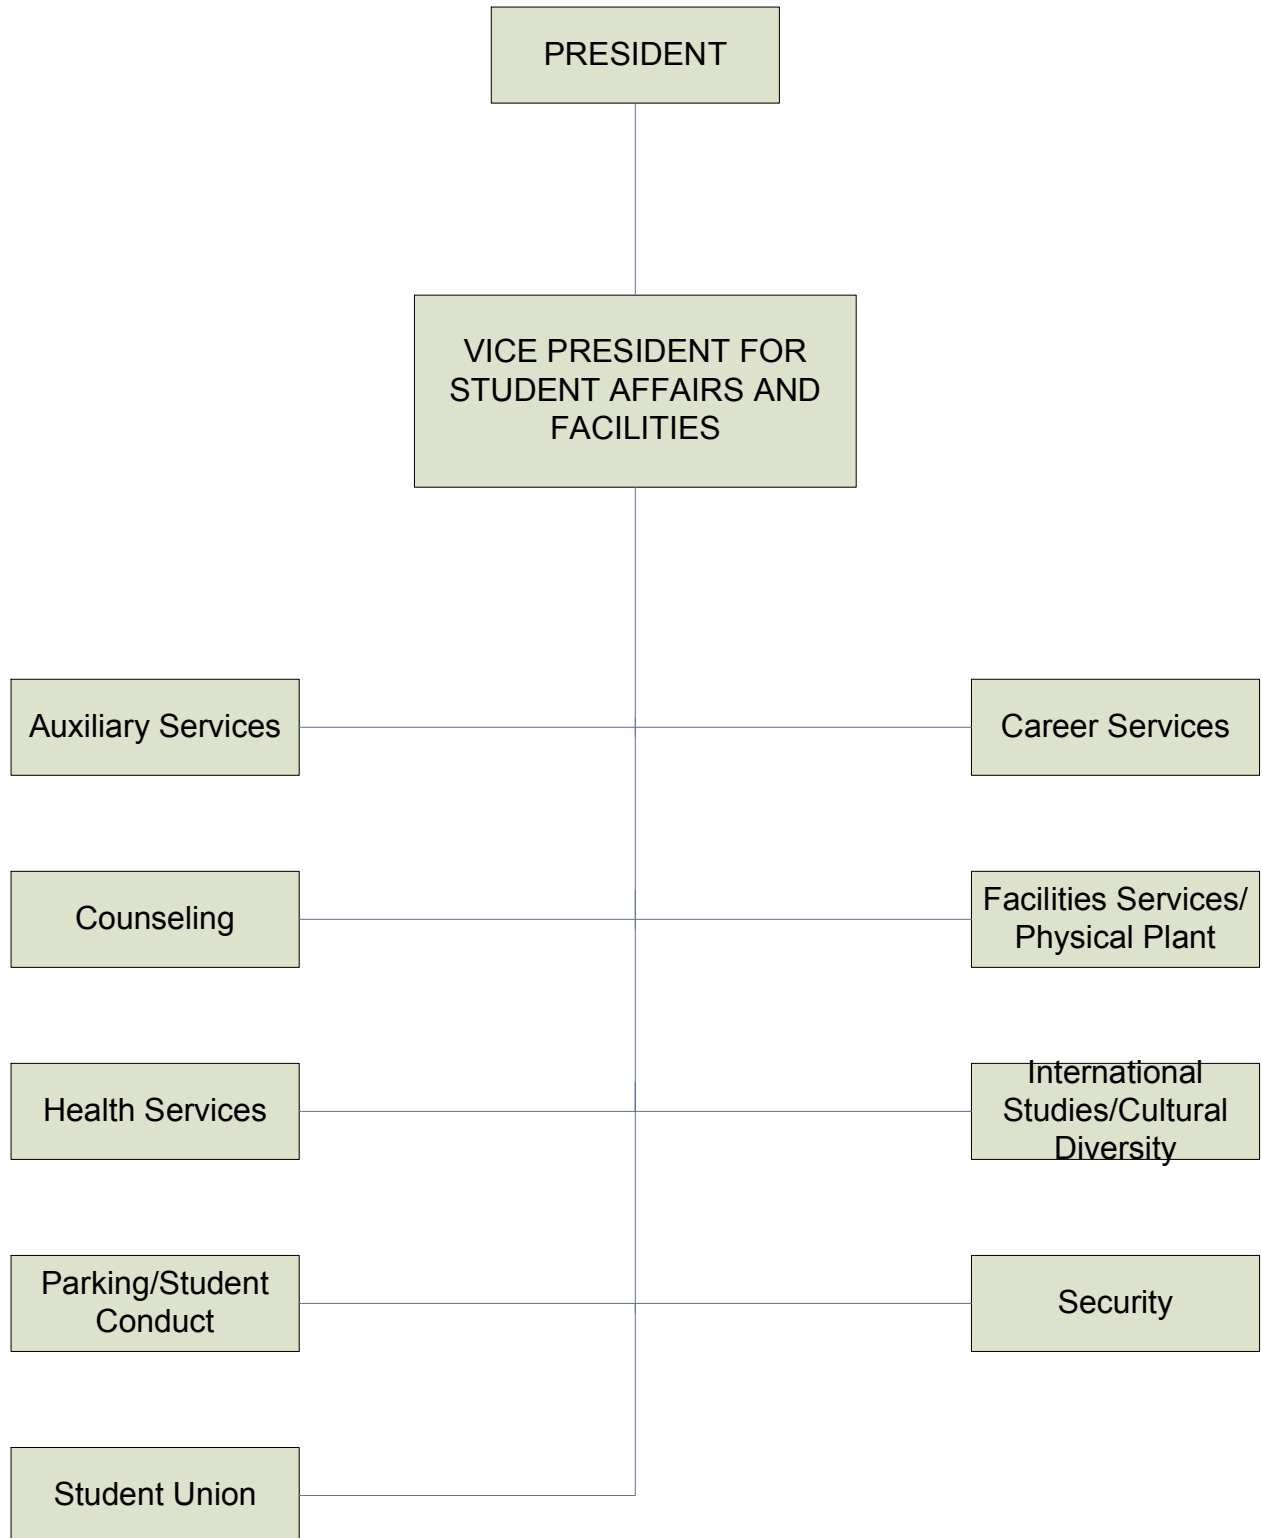 PRESIDENT
VICE PRESIDENT FOR
STUDENT AFFAIRS AND
FACILITIES
Auxiliary Services
Career Services
Counseling
Facilities Services/
Physical Plant
Health Services
International
Studies/Cultural
Diversity
Parking/Student
Conduct
Security
Student Union